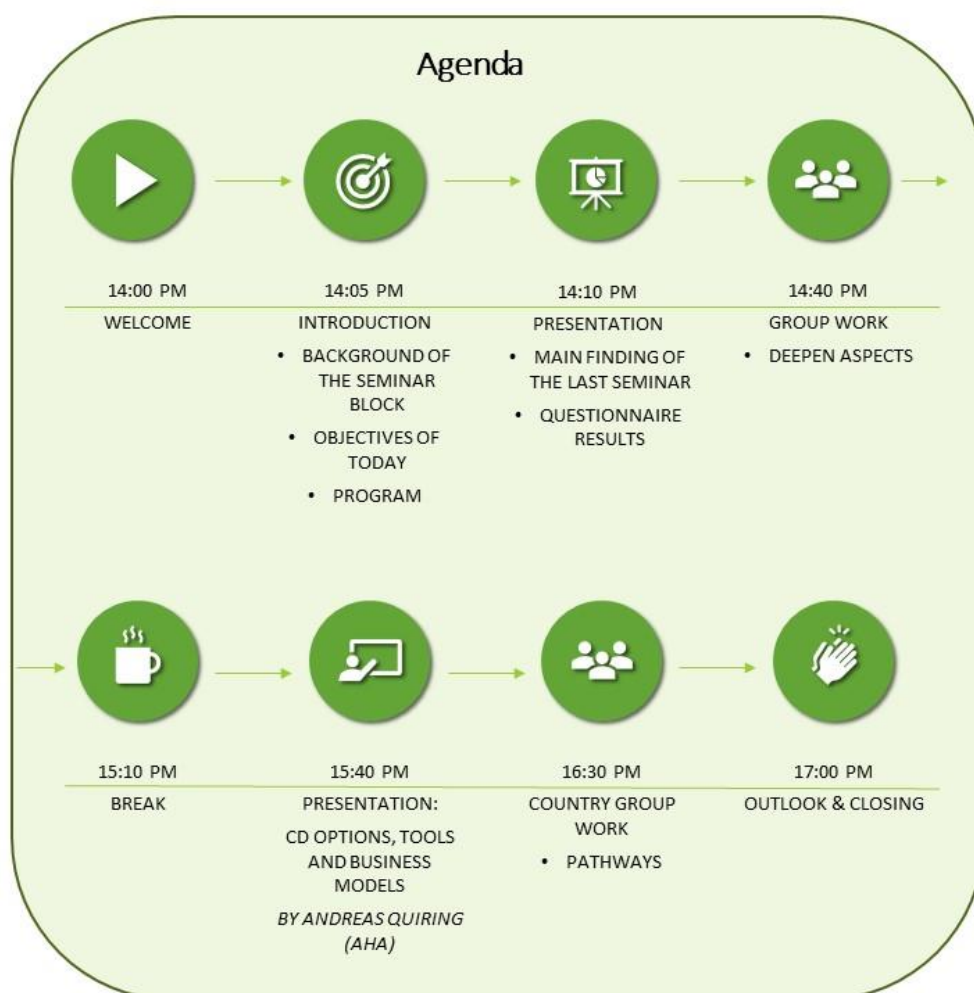 Agenda
14:00 PM
WELCOME
14:05 PM
INTRODUCTION
• BACKGROUND OF
THE SEMINAR
BLOCK
• OBJECTIVES OF
TODAY
• PROGRAM
14:10 PM
PRESENTATION
• MAIN FINDING OF
THE LAST SEMINAR
• QUESTIONNAIRE
RESULTS
14:40 PM
GROUP WORK
• DEEPEN ASPECTS
15:10 PM
BREAK
15:40 PM
PRESENTATION:
CD OPTIONS, TOOLS
AND BUSINESS
MODELS
BY ANDREAS QUIRING
(AHA)
16:30 PM
COUNTRY GROUP
WORK
• PATHWAYS
17:00 PM
OUTLOOK & CLOSING